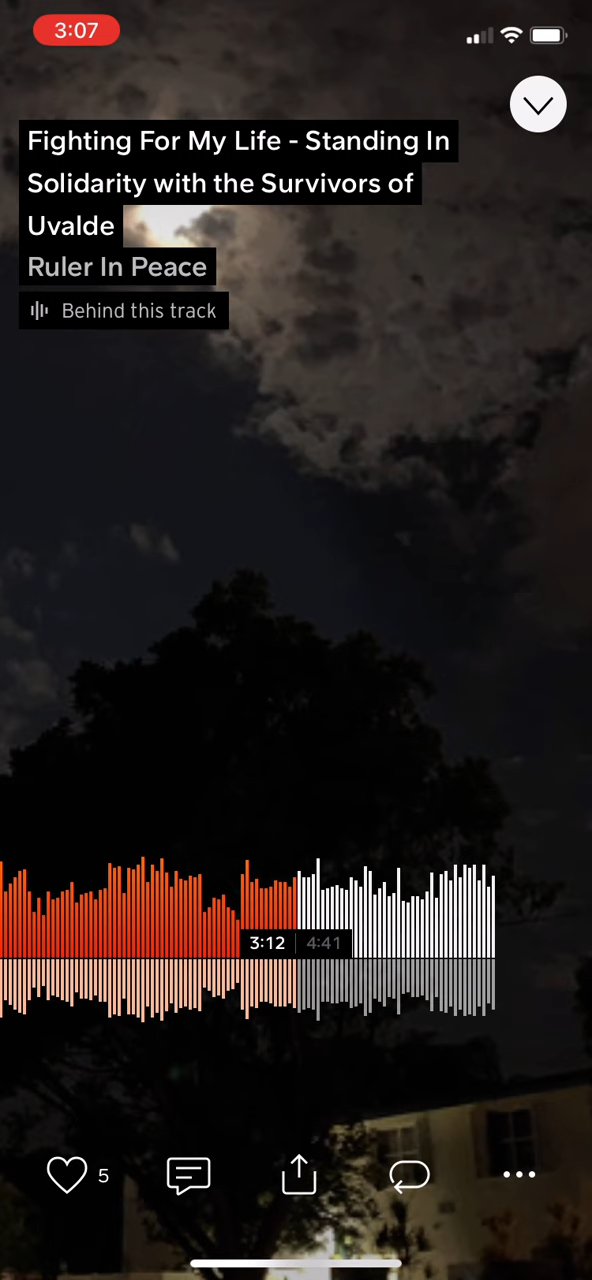 3:07
Fighting For My Life - Standing In
Solidarity with the Survivors of
Uvalde
Ruler In Peace
Behind this track
3:12 4:41
5